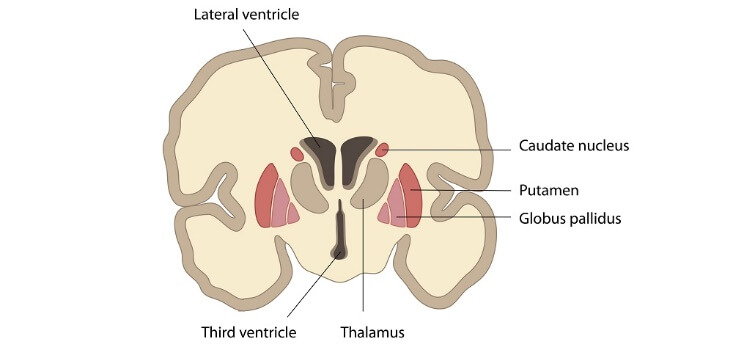 Lateral ventricle
Caudate nucleus
Putamen
Globus pallidus
Third ventricle
Thalamus